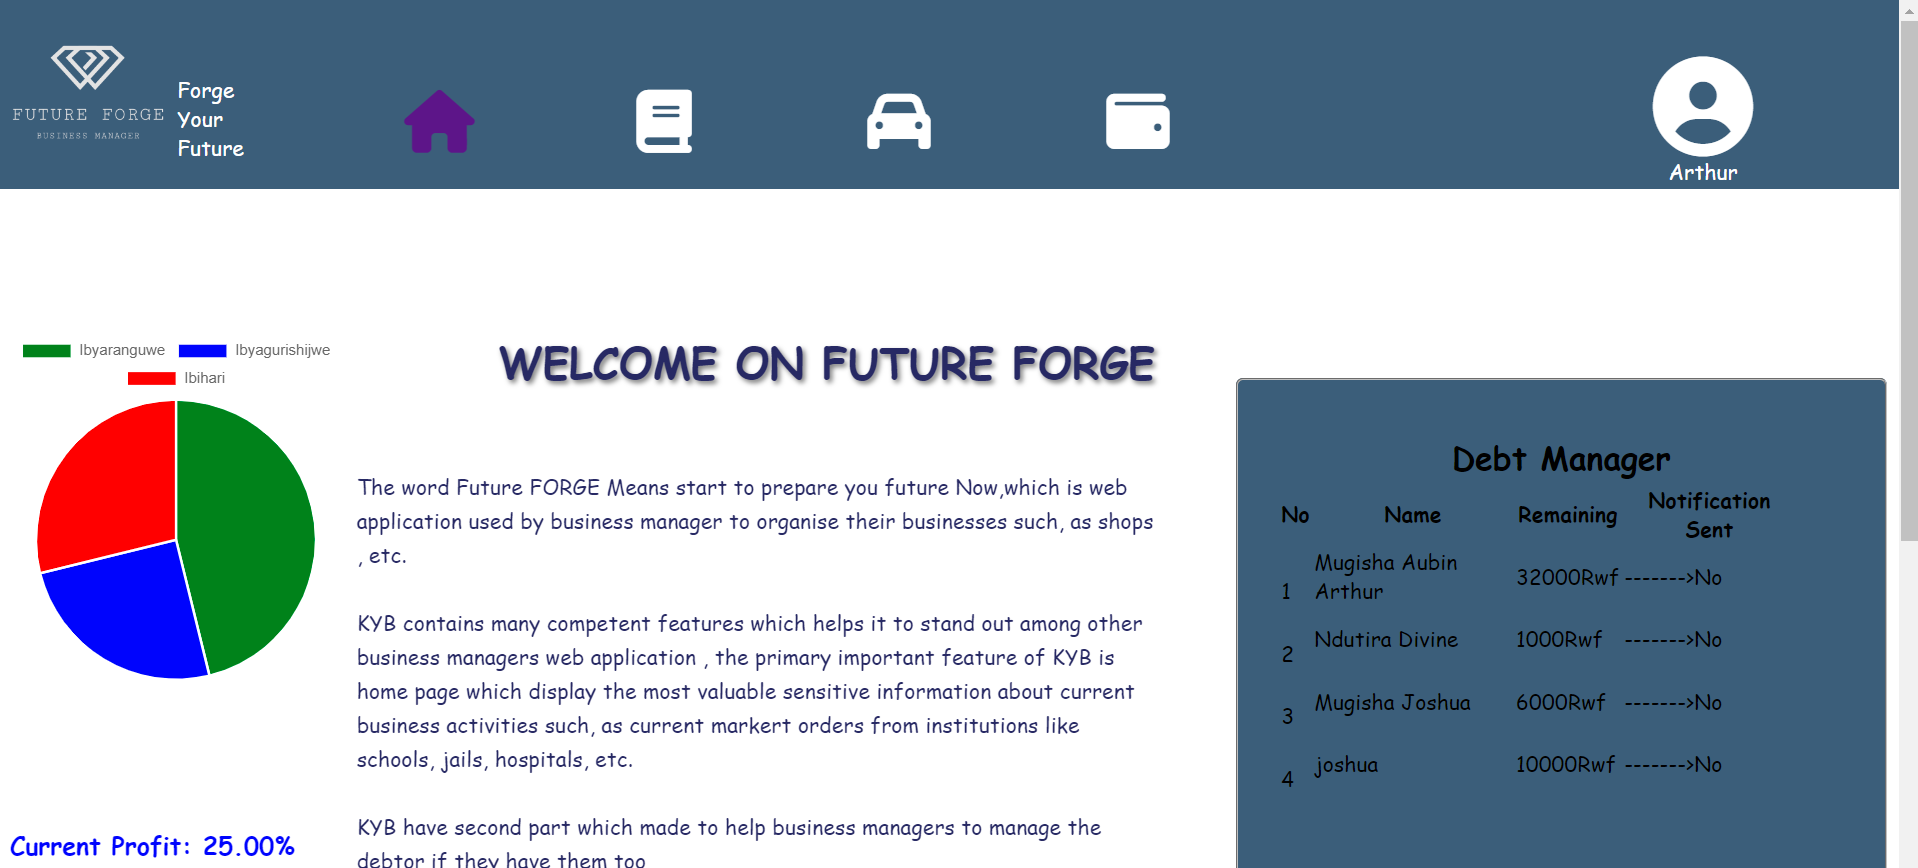 FUTURE FORGE
BUSINESS MANAGER
Forge
Your
Future
Arthur
Ibyaranguwe Ibyagurishijwe
Ibihari
Current Profit: 25.00%
WELCOME ON FUTURE FORGE
The word Future FORGE Means start to prepare you future Now,which is web
application used by business manager to organise their businesses such, as shops
, etc.
KYB contains many competent features which helps it to stand out among other
business managers web application , the primary important feature of KYB is
home page which display the most valuable sensitive information about current
business activities such, as current markert orders from institutions like
schools, jails, hospitals, etc.
KYB have second part which made to help business managers to manage the
debtor if they have them too
Debt Manager
No Name Remaining Notification
Sent
1 Mugisha Aubin
Arthur 32000Rwf ------->No
2 Ndutira Divine 1000Rwf ------->No
3 Mugisha Joshua 6000Rwf ------->No
4 joshua 10000Rwf ------->No